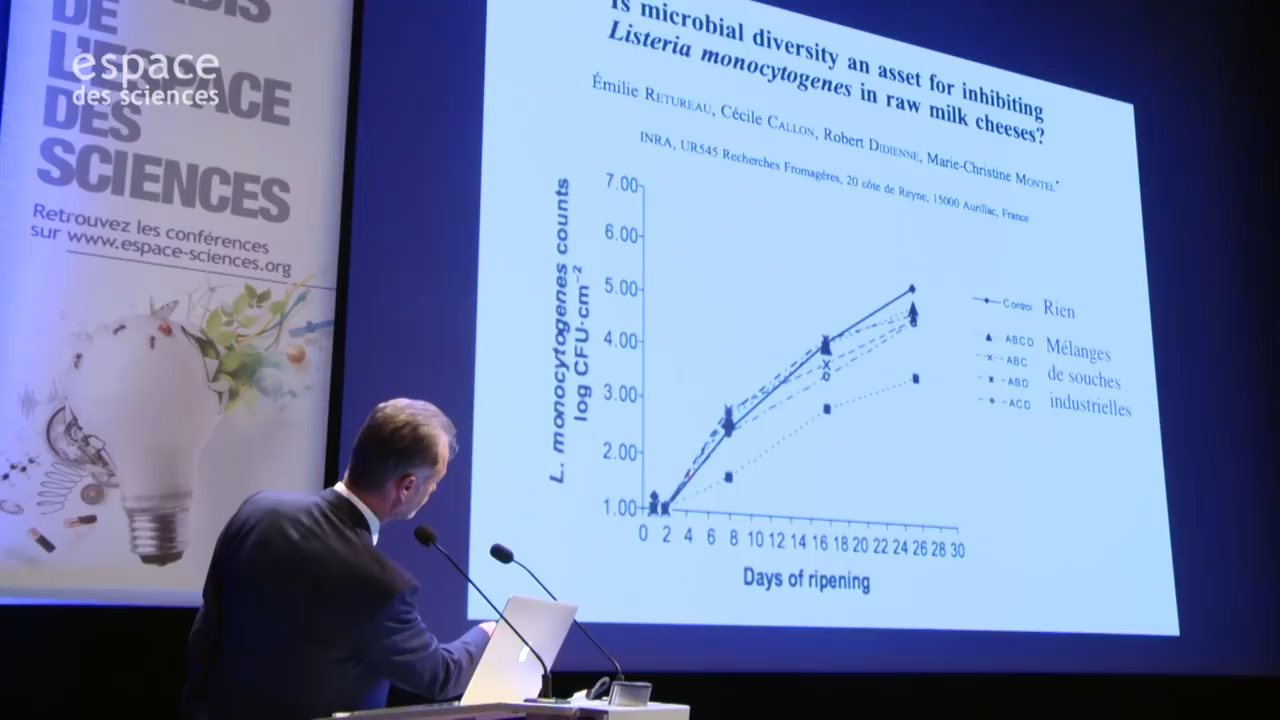 DE
L'ESPACE
DES
SCIENCES
espace
des sciences
Retrouvez les conférences
sur www.espace-sciences.org
Is microbial diversity an asset for inhibiting
Listeria monocytogenes in raw milk cheeses?
Émilie RETUREAU, Cécile CALLON, Robert DIDIENNE, Marie-Christine MONTEL*
INRA, UR545 Recherches Fromagères, 20 côte de Reyne, 15000 Aurillac, France
L. monocytogenes counts
log CFU·cm⁻²
7.00
6.00
5.00
4.00
3.00
2.00
1.00
0 2 4 6 8 10 12 14 16 18 20 22 24 26 28 30
Days of ripening
Control Rien
ABCD Mélanges
ABC
de souches
ABD
industrielles
ACD